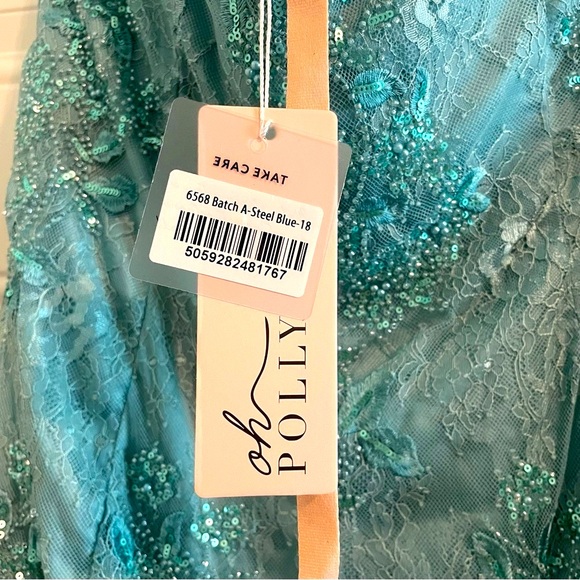 TAKE CARE
6568 Batch A-Steel Blue-18
5059282481767
oh
POLLY